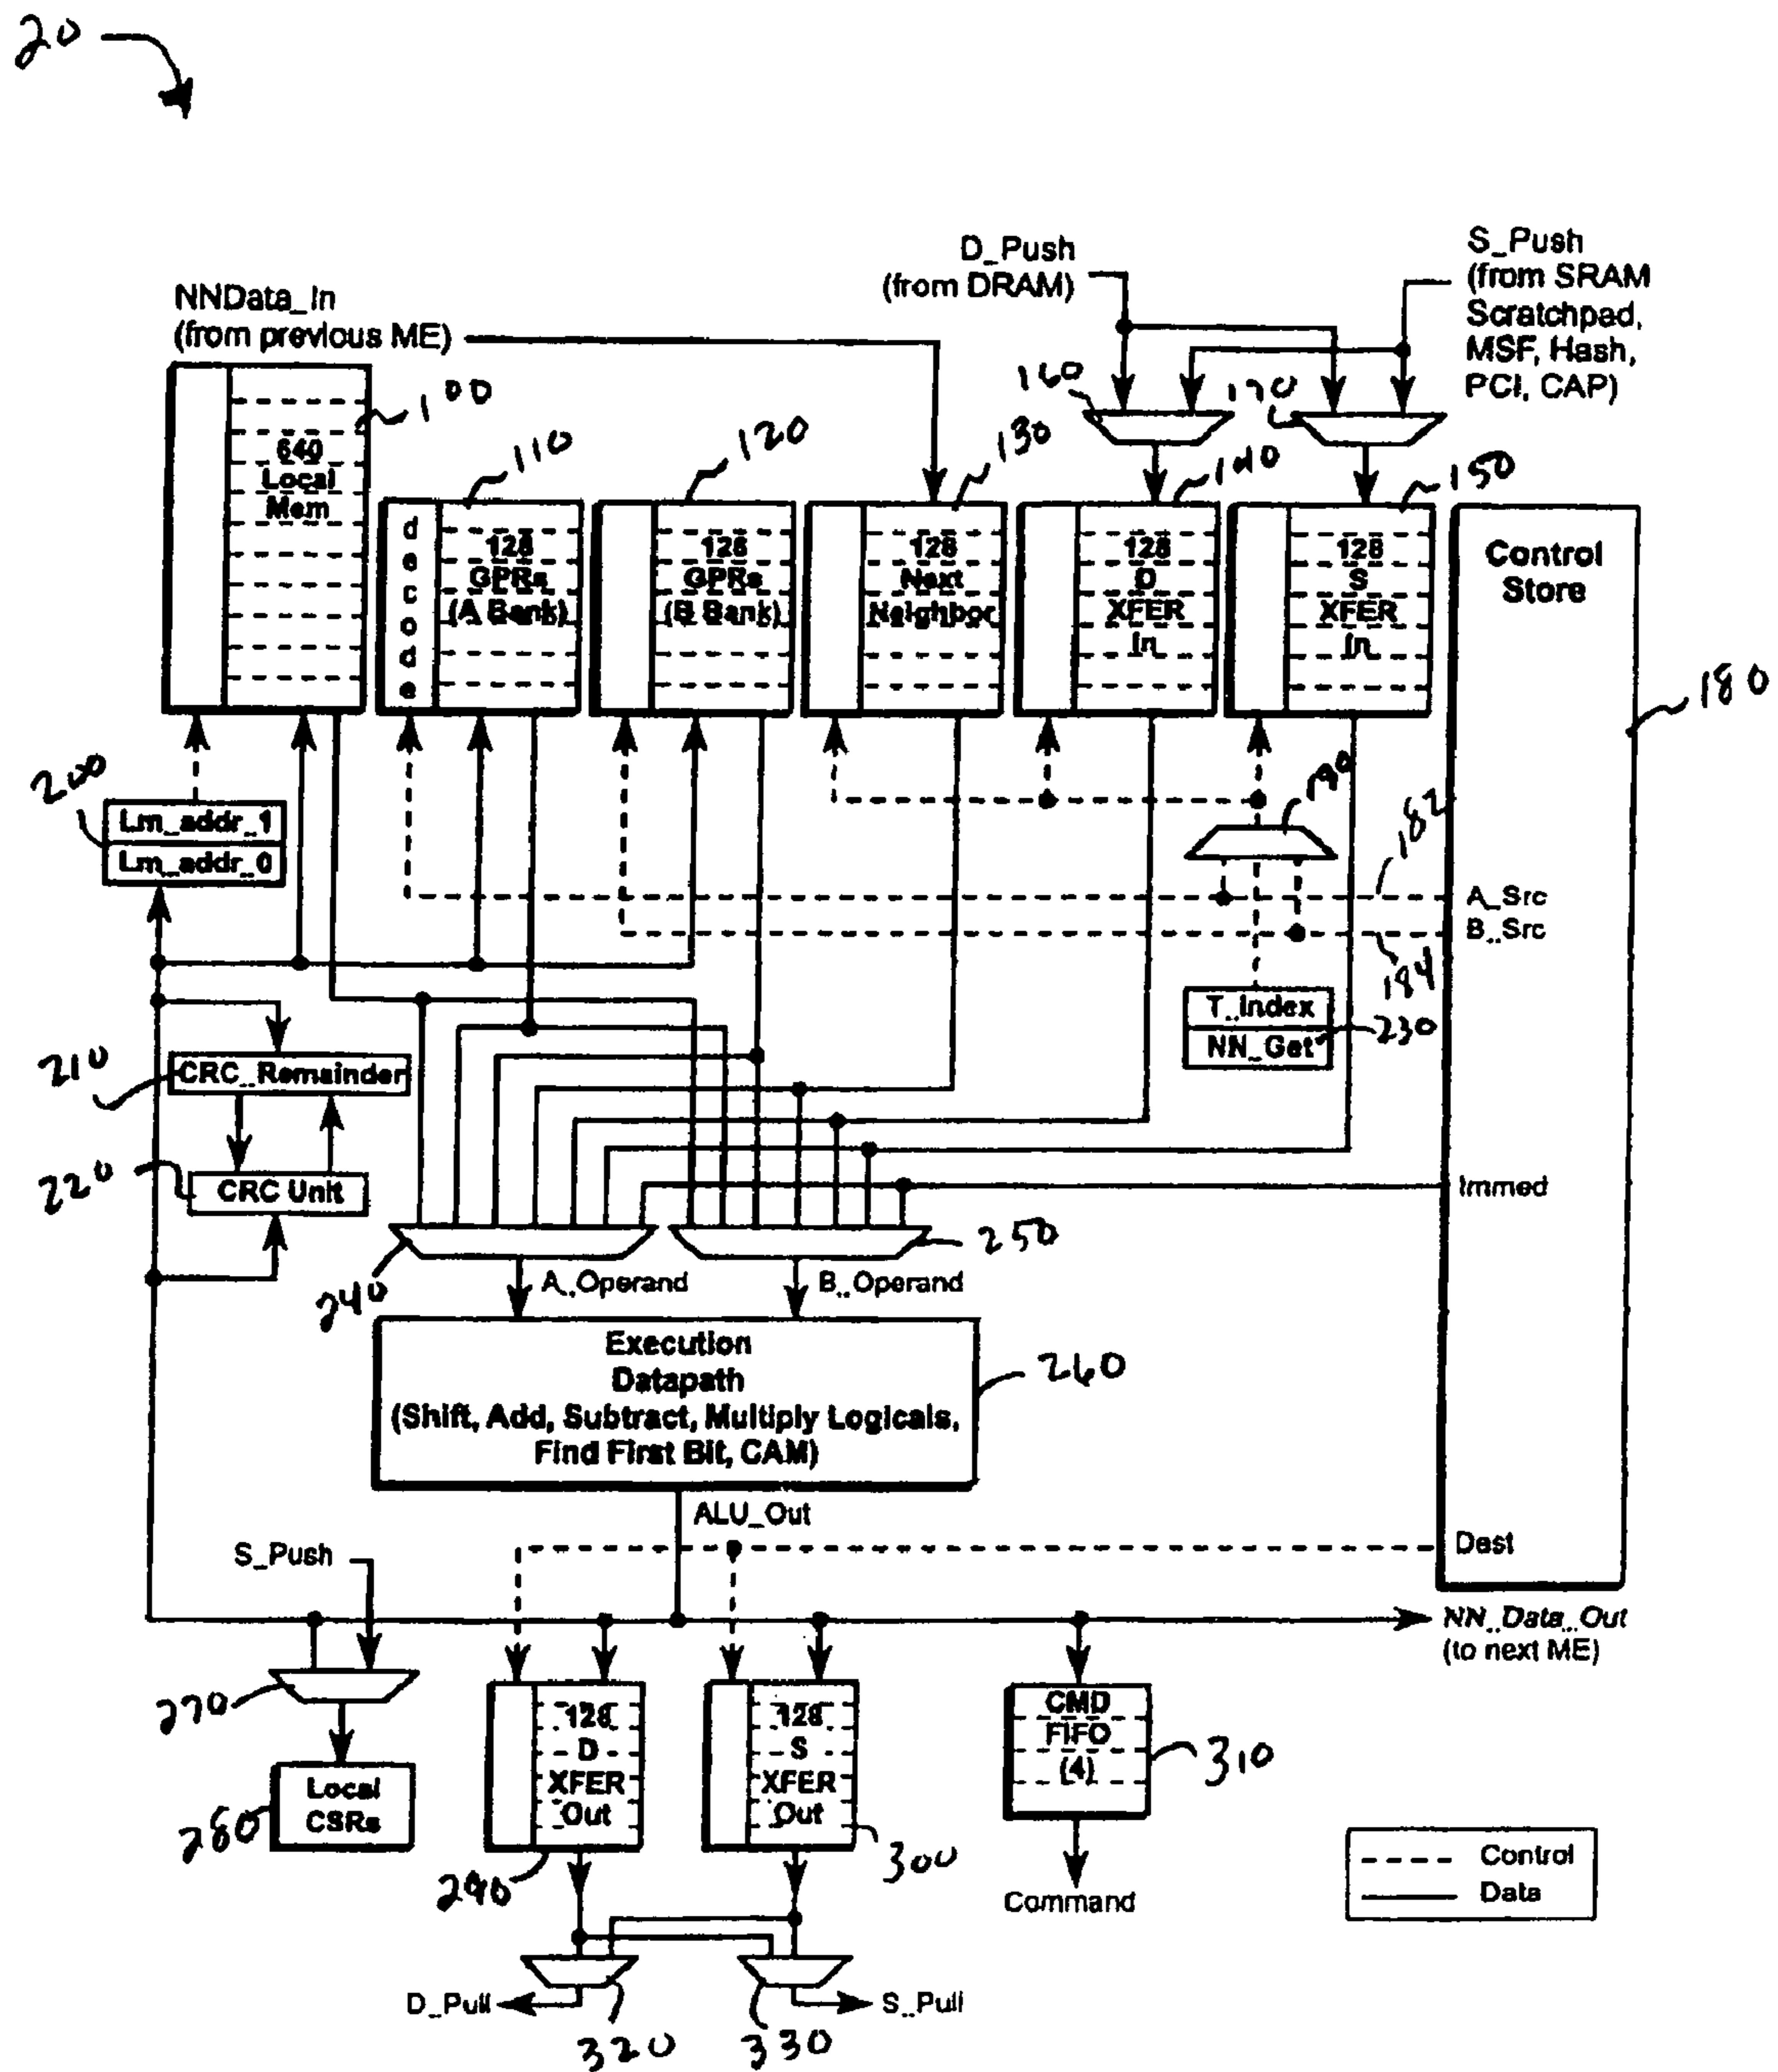 20
D_Push
(from DRAM)
S_Push
(from SRAM
Scratchpad,
MSF, Hash,
PCI, CAP)
NNData_In
(from previous ME)
160
170
100
110
120
130
140
150
640
Local
Mem
decode
128
GPRs
(A Bank)
128
GPRs
(B Bank)
128
Next
Neighbor
128
D
XFER
In
128
S
XFER
In
Control
Store
180
200
Lm_addr_1
Lm_addr_0
190
182
A_Src
B_Src
184
T_Index
NN_Get
230
210
CRC_Remainder
220
CRC Unit
Immed
240
250
A_Operand
B_Operand
Execution
Datapath
(Shift, Add, Subtract, Multiply Logicals,
Find First Bit, CAM)
260
ALU_Out
Dest
S_Push
NN_Data_Out
(to next ME)
270
128
D
XFER
Out
128
S
XFER
Out
CMD
FIFO
(4)
310
Local
CSRs
280
290
300
Command
Control
Data
D_Pull
S_Pull
320
330